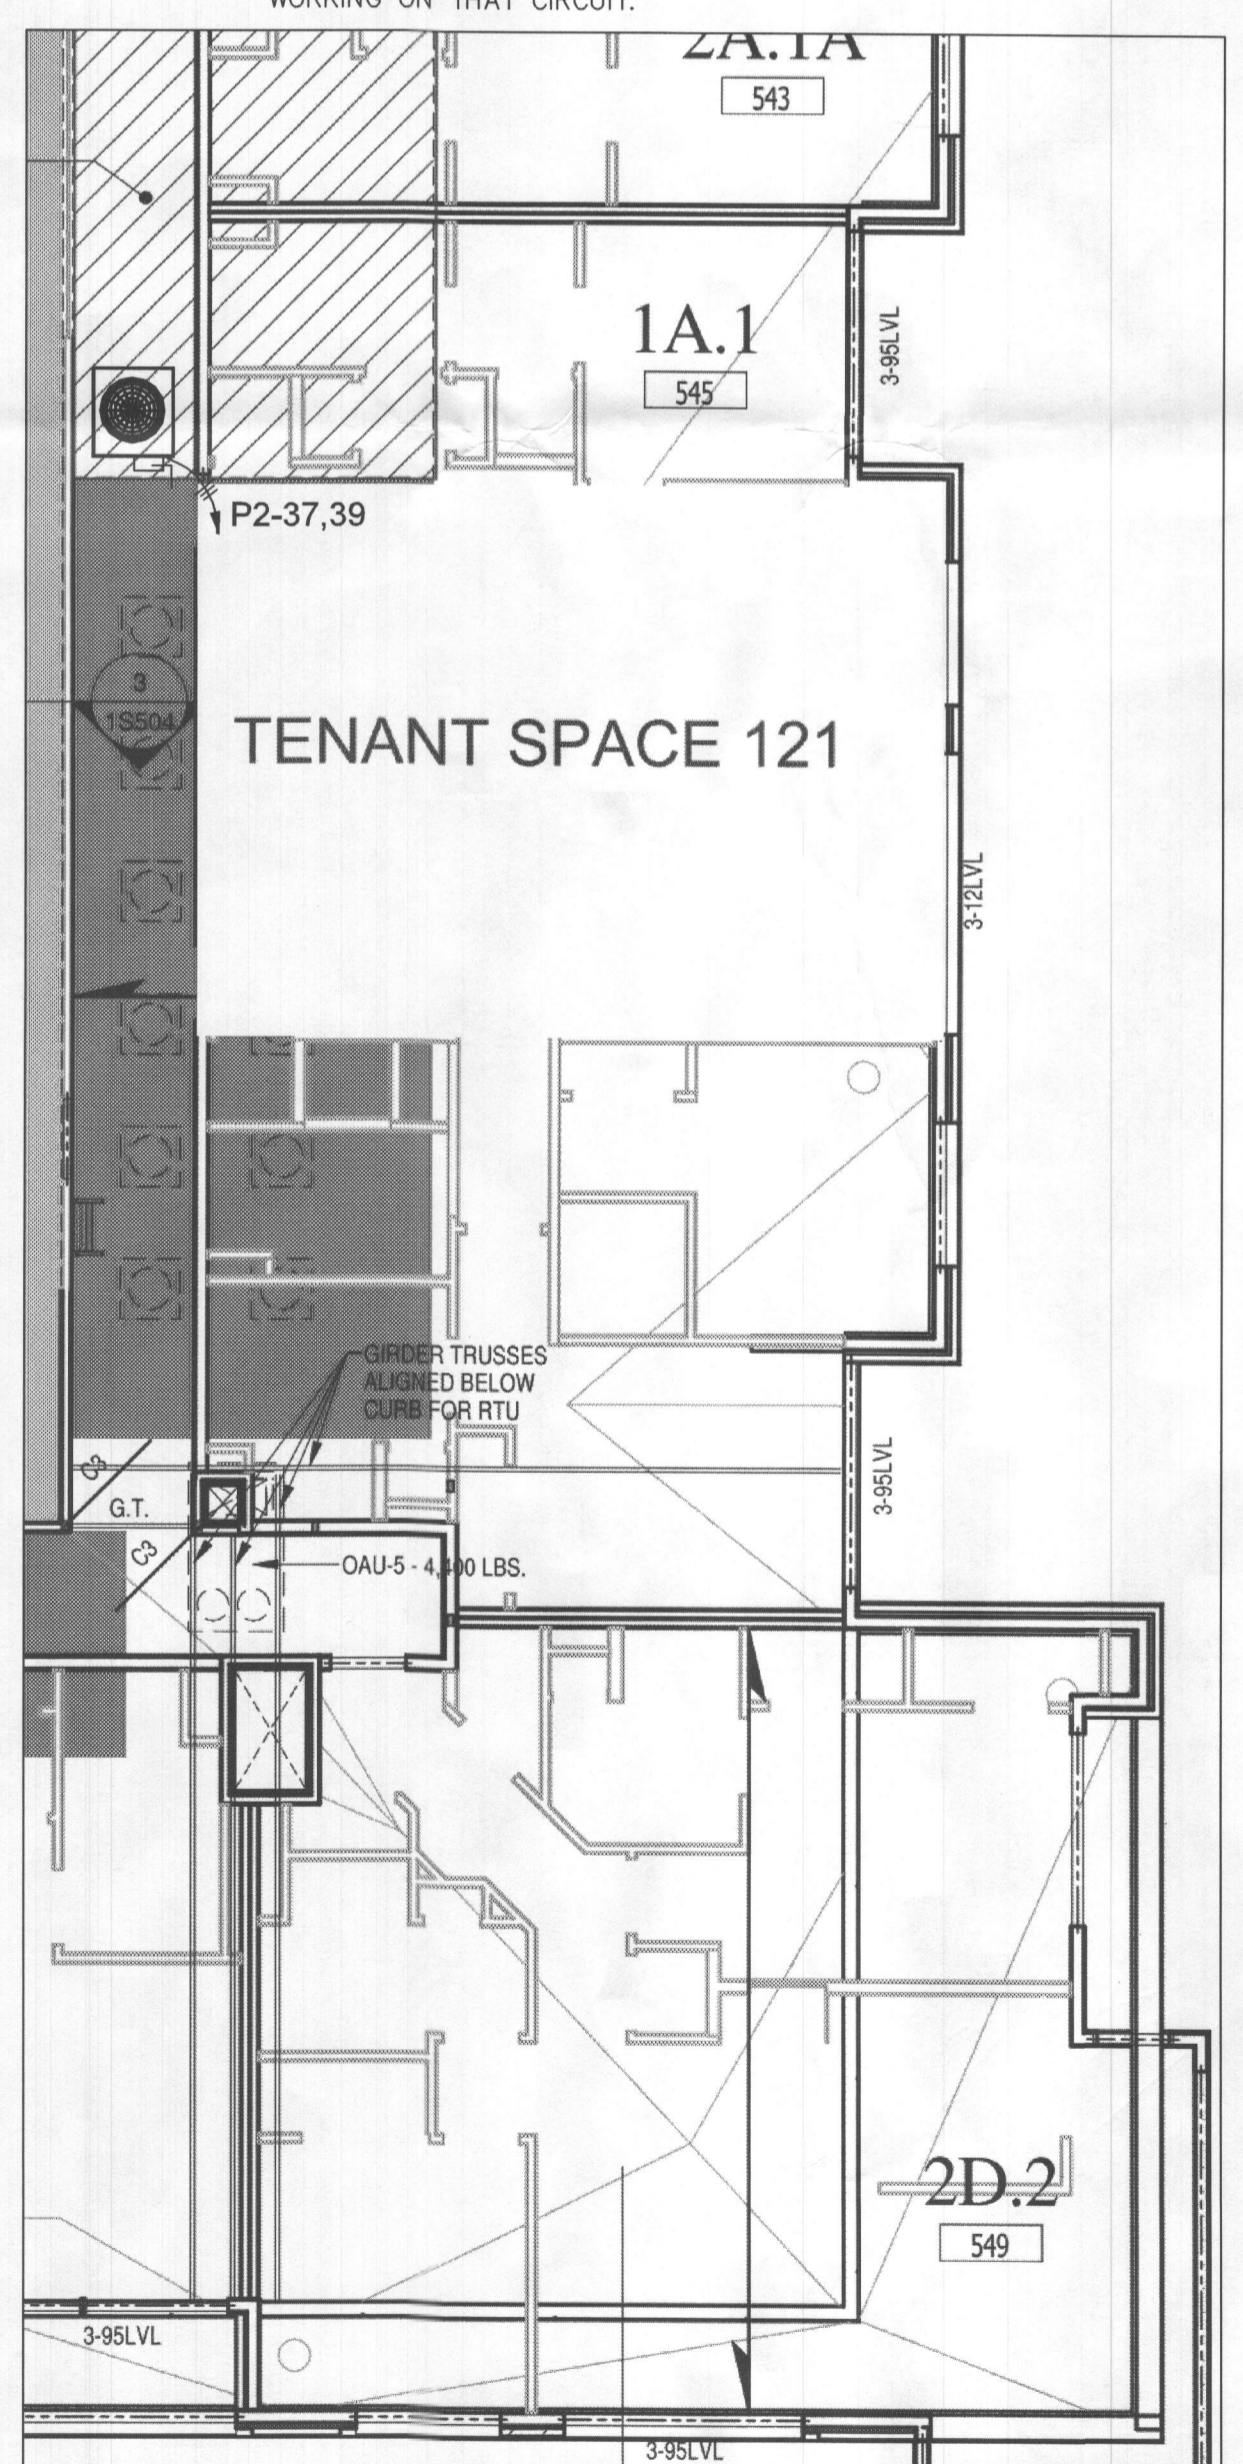 WORKING ON THAT CIRCUIT.
2A.1A
543
1A.1
545
3-95LVL
P2-37,39
3
1S504
TENANT SPACE 121
3-12LVL
GIRDER TRUSSES
ALIGNED BELOW
CURB FOR RTU
C3
G.T.
3-95LVL
C3
OAU-5 - 4,400 LBS.
2D.2
549
3-95LVL
3-95LVL